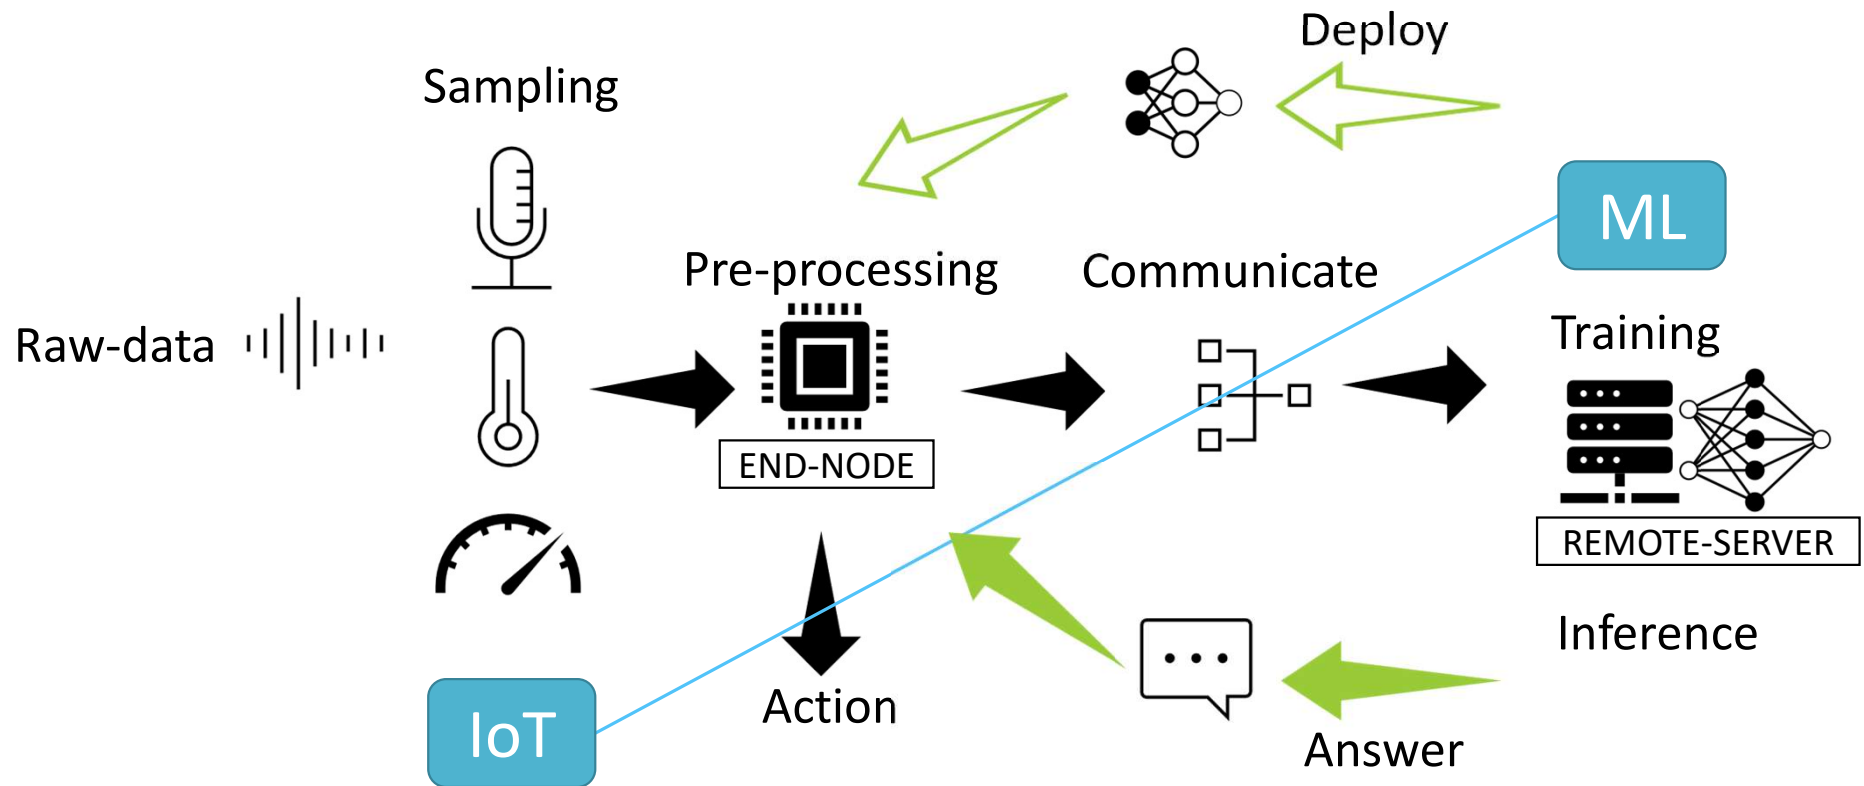 Deploy
Sampling
ML
Pre-processing
Communicate
Raw-data
Training
END-NODE
REMOTE-SERVER
Inference
Action
IoT
Answer